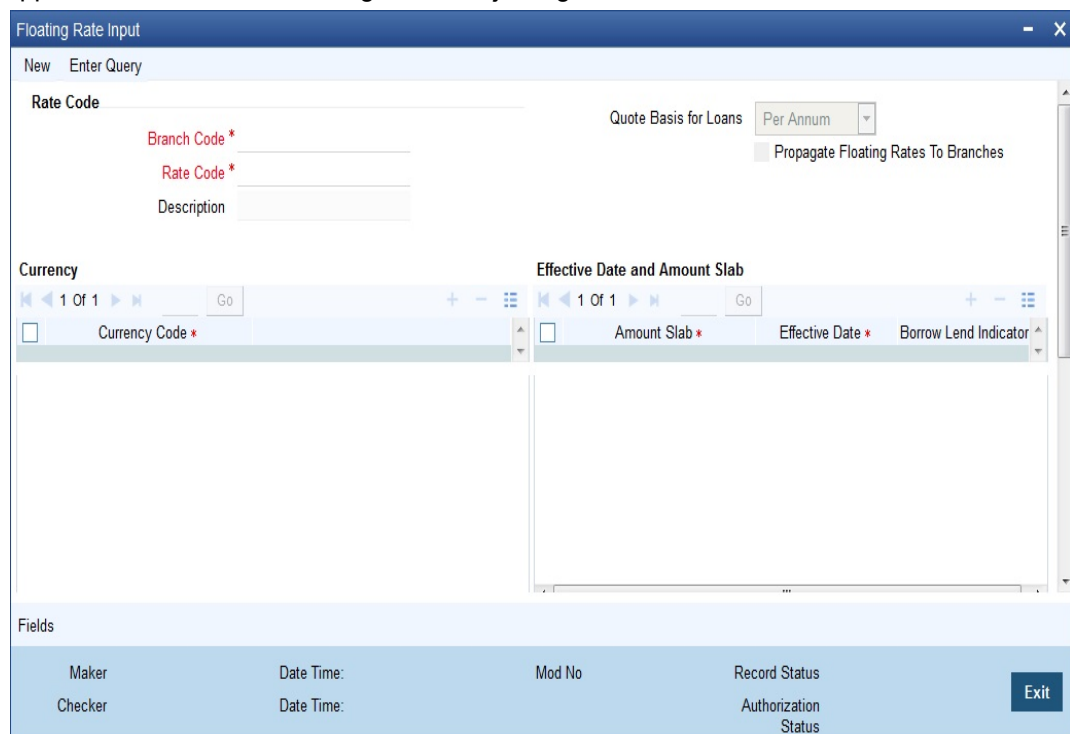 Floating Rate Input
New Enter Query
Rate Code
Branch Code *
Rate Code *
Description
Quote Basis for Loans Per Annum
Propagate Floating Rates To Branches
Currency
1 Of 1 Go
Currency Code *
Effective Date and Amount Slab
1 Of 1 Go
Amount Slab * Effective Date * Borrow Lend Indicator
Fields
Maker Date Time: Mod No Record Status
Checker Date Time: Authorization Status
Exit